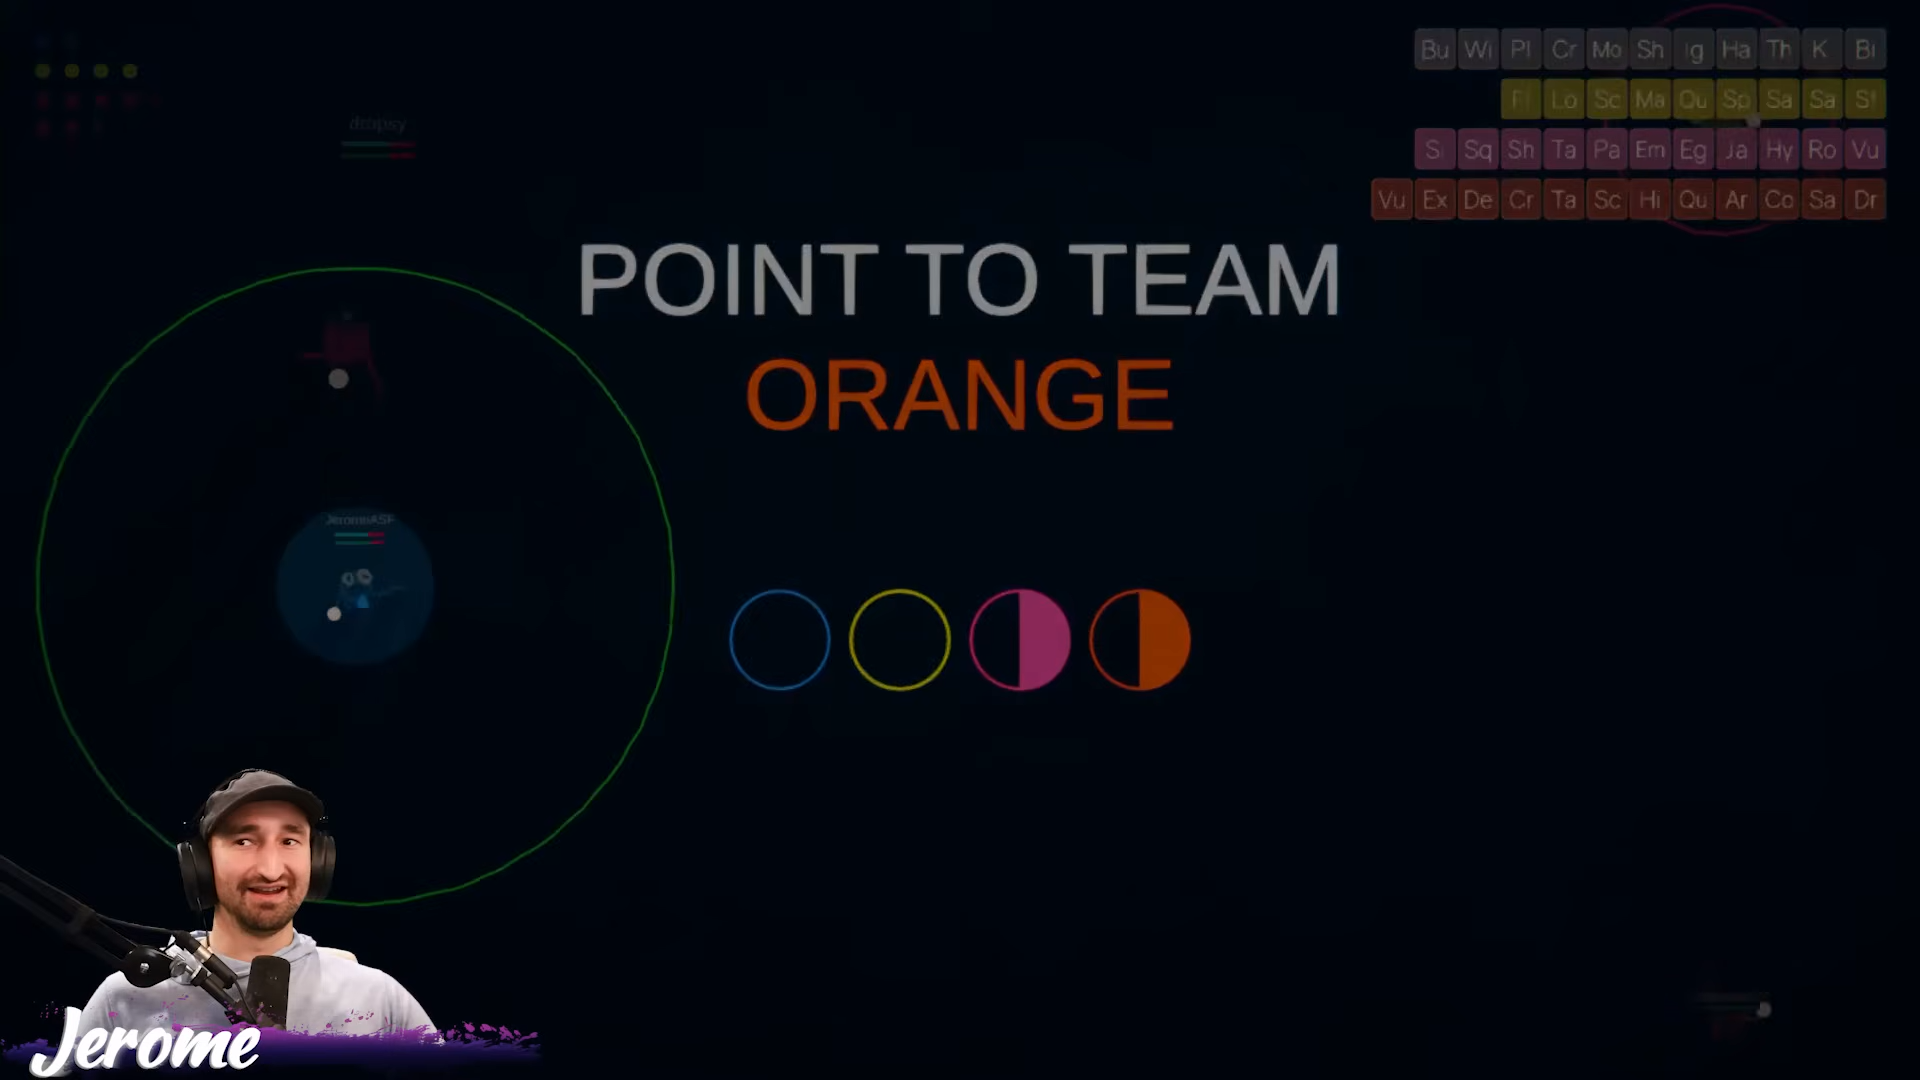 Bu Wi Pl Cr Mo Sh Ig Ha Th K Bi
Fl Lo Sc Ma Qu Sp Sa Sa St
S Sq Sh Ta Pa Em Eg Ja Hy Ro Vu
Vu Ex De Cr Ta Sc Hi Qu Ar Co Sa Dr
dropsy
POINT TO TEAM
ORANGE
JeromeASF
Jerome